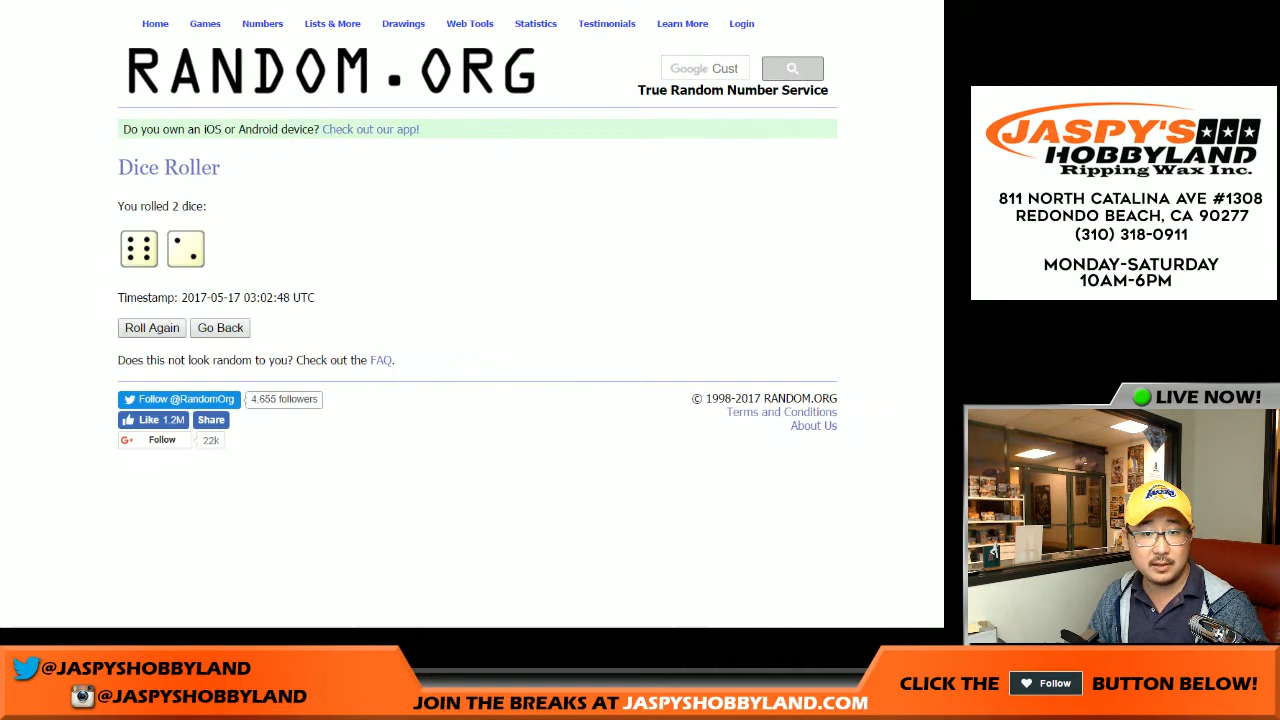 Home Games Numbers Lists & More Drawings Web Tools Statistics Testimonials Learn More Login
RANDOM.ORG
Google Cust
True Random Number Service
Do you own an iOS or Android device? Check out our app!
Dice Roller
You rolled 2 dice:
Timestamp: 2017-05-17 03:02:48 UTC
Roll Again Go Back
Does this not look random to you? Check out the FAQ.
Follow @RandomOrg 4,655 followers
Like 1.2M Share
G+ Follow 22k
© 1998-2017 RANDOM.ORG
Terms and Conditions
About Us
JASPY'S
HOBBYLAND
Ripping Wax Inc.
811 NORTH CATALINA AVE #1308
REDONDO BEACH, CA 90277
(310) 318-0911
MONDAY-SATURDAY
10AM-6PM
LIVE NOW!
@JASPYSHOBBYLAND
@JASPYSHOBBYLAND
JOIN THE BREAKS AT JASPYSHOBBYLAND.COM
CLICK THE Follow BUTTON BELOW!